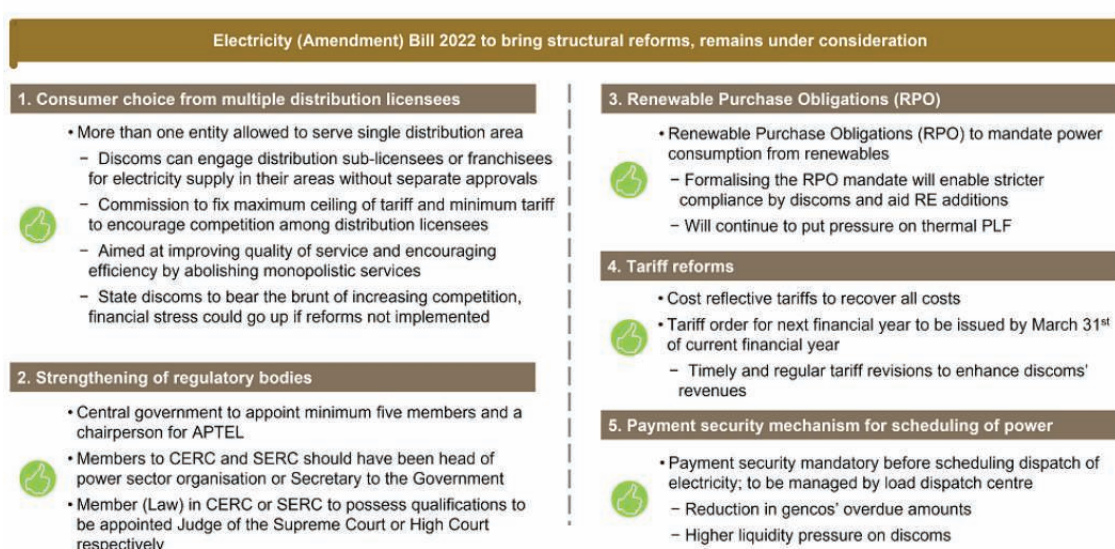 Electricity (Amendment) Bill 2022 to bring structural reforms, remains under consideration
1. Consumer choice from multiple distribution licensees
• More than one entity allowed to serve single distribution area
− Discoms can engage distribution sub-licensees or franchisees
for electricity supply in their areas without separate approvals
− Commission to fix maximum ceiling of tariff and minimum tariff
to encourage competition among distribution licensees
− Aimed at improving quality of service and encouraging
efficiency by abolishing monopolistic services
− State discoms to bear the brunt of increasing competition,
financial stress could go up if reforms not implemented
2. Strengthening of regulatory bodies
• Central government to appoint minimum five members and a
chairperson for APTEL
• Members to CERC and SERC should have been head of
power sector organisation or Secretary to the Government
• Member (Law) in CERC or SERC to possess qualifications to
be appointed Judge of the Supreme Court or High Court
respectively
3. Renewable Purchase Obligations (RPO)
• Renewable Purchase Obligations (RPO) to mandate power
consumption from renewables
− Formalising the RPO mandate will enable stricter
compliance by discoms and aid RE additions
− Will continue to put pressure on thermal PLF
4. Tariff reforms
• Cost reflective tariffs to recover all costs
• Tariff order for next financial year to be issued by March 31st
of current financial year
− Timely and regular tariff revisions to enhance discoms'
revenues
5. Payment security mechanism for scheduling of power
• Payment security mandatory before scheduling dispatch of
electricity; to be managed by load dispatch centre
− Reduction in gencos' overdue amounts
− Higher liquidity pressure on discoms